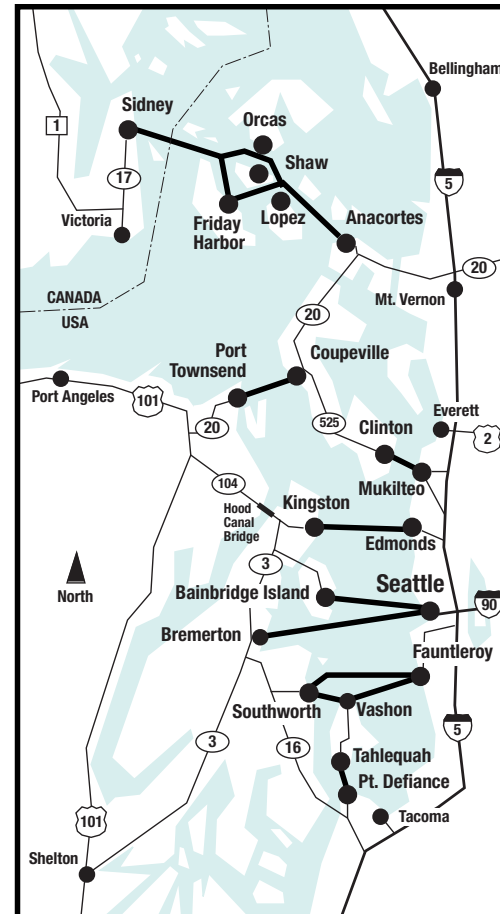 Bellingham
Sidney
Orcas
1
Shaw
5
17
Victoria
Friday
Harbor
Lopez
Anacortes
20
CANADA
USA
Mt. Vernon
20
Port
Townsend
Coupeville
Port Angeles
101
20
525
Clinton
Everett
2
Mukilteo
104
Hood
Canal
Bridge
Kingston
Edmonds
3
North
Bainbridge Island
Seattle
90
Bremerton
Fauntleroy
Southworth
Vashon
5
3
16
Tahlequah
Pt. Defiance
101
Tacoma
Shelton